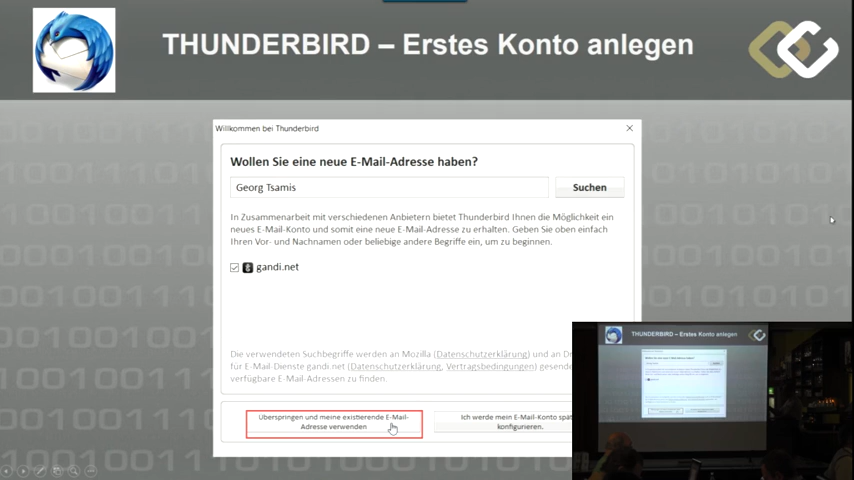 THUNDERBIRD – Erstes Konto anlegen
Willkommen bei Thunderbird
Wollen Sie eine neue E-Mail-Adresse haben?
Georg Tsamis
Suchen
In Zusammenarbeit mit verschiedenen Anbietern bietet Thunderbird Ihnen die Möglichkeit ein
neues E-Mail-Konto und somit eine neue E-Mail-Adresse zu erhalten. Geben Sie oben einfach
Ihren Vor- und Nachnamen oder beliebige andere Begriffe ein, um zu beginnen.
gandi.net
Die verwendeten Suchbegriffe werden an Mozilla (Datenschutzerklärung) und an
für E-Mail-Dienste gandi.net (Datenschutzerklärung, Vertragsbedingungen)
verfügbare E-Mail-Adressen zu finden.
Überspringen und meine existierende E-Mail-
Adresse verwenden
Ich werde mein E-Mail-Konto
konfigurieren.
THUNDERBIRD – Erstes Konto anlegen